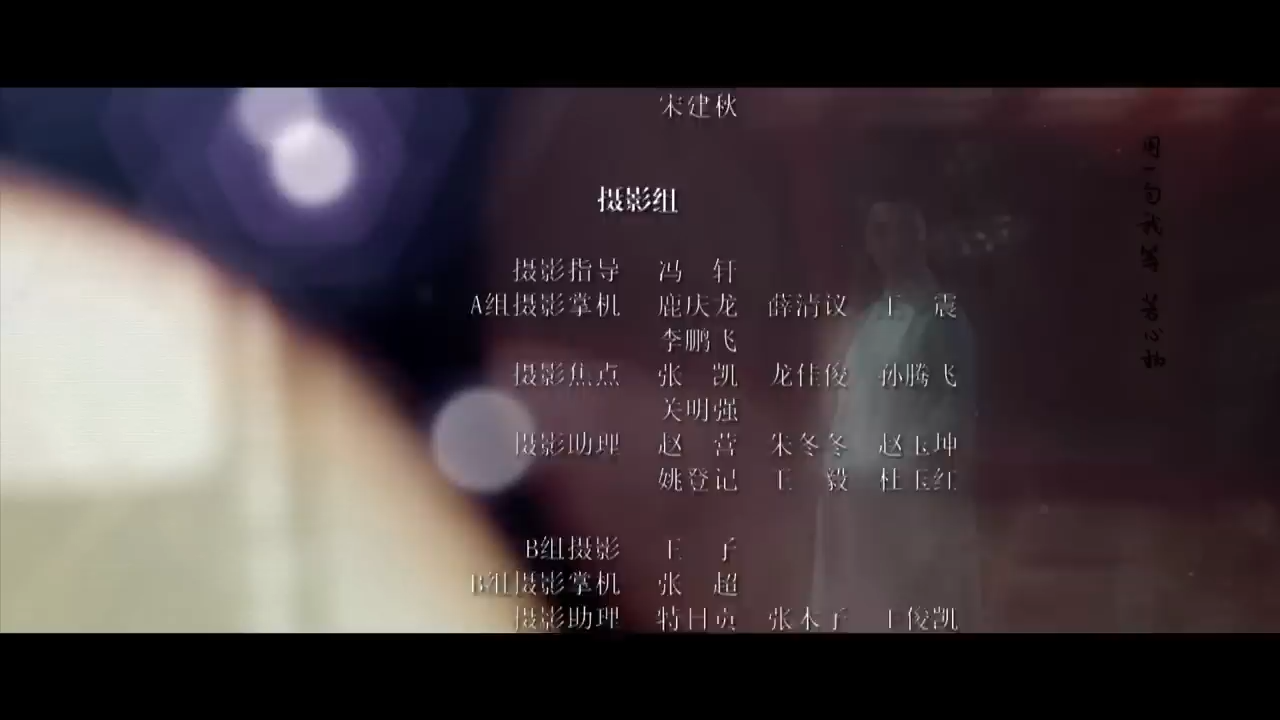 宋建秋
摄影组
摄影指导 冯 轩
A组摄影掌机 鹿庆龙 薛清议 王 震
李鹏飞
摄影焦点 张 凯 龙佳俊 孙腾飞
关明强
摄影助理 赵 营 朱冬冬 赵玉坤
姚登记 王 毅 杜玉红
B组摄影 王 子
B组摄影掌机 张 超
摄影助理 特日贡 张木子 王俊凯